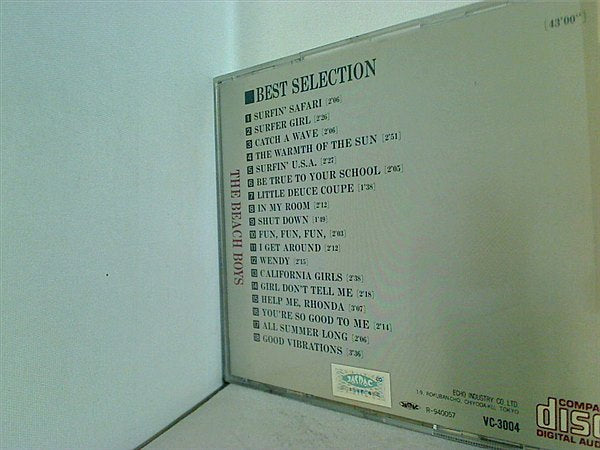 [43'00"]
■BEST SELECTION
THE BEACH BOYS
1 SURFIN' SAFARI [2'06]
2 SURFER GIRL [2'26]
3 CATCH A WAVE [2'06]
4 THE WARMTH OF THE SUN [2'51]
5 SURFIN' U.S.A. [2'27]
6 BE TRUE TO YOUR SCHOOL [2'05]
7 LITTLE DEUCE COUPE [1'38]
8 IN MY ROOM [2'12]
9 SHUT DOWN [1'49]
10 FUN, FUN, FUN, [2'03]
11 I GET AROUND [2'12]
12 WENDY [2'15]
13 CALIFORNIA GIRLS [2'38]
14 GIRL DON'T TELL ME [2'18]
15 HELP ME, RHONDA [3'07]
16 YOU'RE SO GOOD TO ME [2'14]
17 ALL SUMMER LONG [2'06]
18 GOOD VIBRATIONS [3'36]
JASRAC
ECHO INDUSTRY CO. LTD.
1 9, ROKUBANCHO, CHIYODA-KU, TOKYO
R-940057
VC-3004
COMPA
disc
DIGITAL AUD